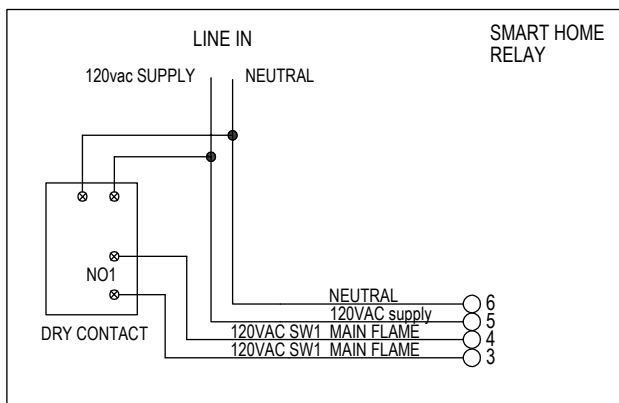 SMART HOME
RELAY
LINE IN
120vac SUPPLY
NEUTRAL
NO1
DRY CONTACT
NEUTRAL
6
120VAC supply
5
120VAC SW1 MAIN FLAME
4
120VAC SW1 MAIN FLAME
3